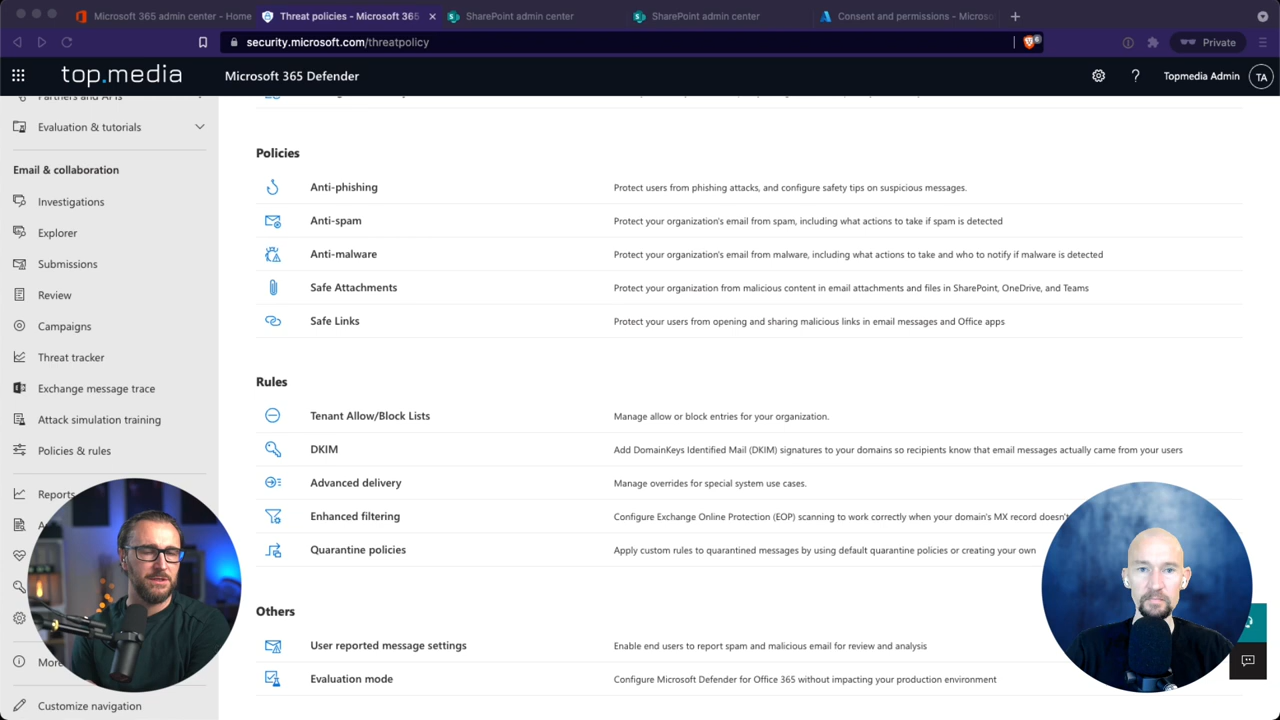 Microsoft 365 admin center - Home
Threat policies - Microsoft 365
SharePoint admin center
SharePoint admin center
Consent and permissions - Microso
security.microsoft.com/threatpolicy
6
Private
top.media
Microsoft 365 Defender
Topmedia Admin
TA
Partners and APIs
Evaluation & tutorials
Email & collaboration
Investigations
Explorer
Submissions
Review
Campaigns
Threat tracker
Exchange message trace
Attack simulation training
Policies & rules
Reports
More
Customize navigation
Policies
Anti-phishing
Protect users from phishing attacks, and configure safety tips on suspicious messages.
Anti-spam
Protect your organization's email from spam, including what actions to take if spam is detected
Anti-malware
Protect your organization's email from malware, including what actions to take and who to notify if malware is detected
Safe Attachments
Protect your organization from malicious content in email attachments and files in SharePoint, OneDrive, and Teams
Safe Links
Protect your users from opening and sharing malicious links in email messages and Office apps
Rules
Tenant Allow/Block Lists
Manage allow or block entries for your organization.
DKIM
Add DomainKeys Identified Mail (DKIM) signatures to your domains so recipients know that email messages actually came from your users
Advanced delivery
Manage overrides for special system use cases.
Enhanced filtering
Configure Exchange Online Protection (EOP) scanning to work correctly when your domain's MX record doesn't
Quarantine policies
Apply custom rules to quarantined messages by using default quarantine policies or creating your own
Others
User reported message settings
Enable end users to report spam and malicious email for review and analysis
Evaluation mode
Configure Microsoft Defender for Office 365 without impacting your production environment